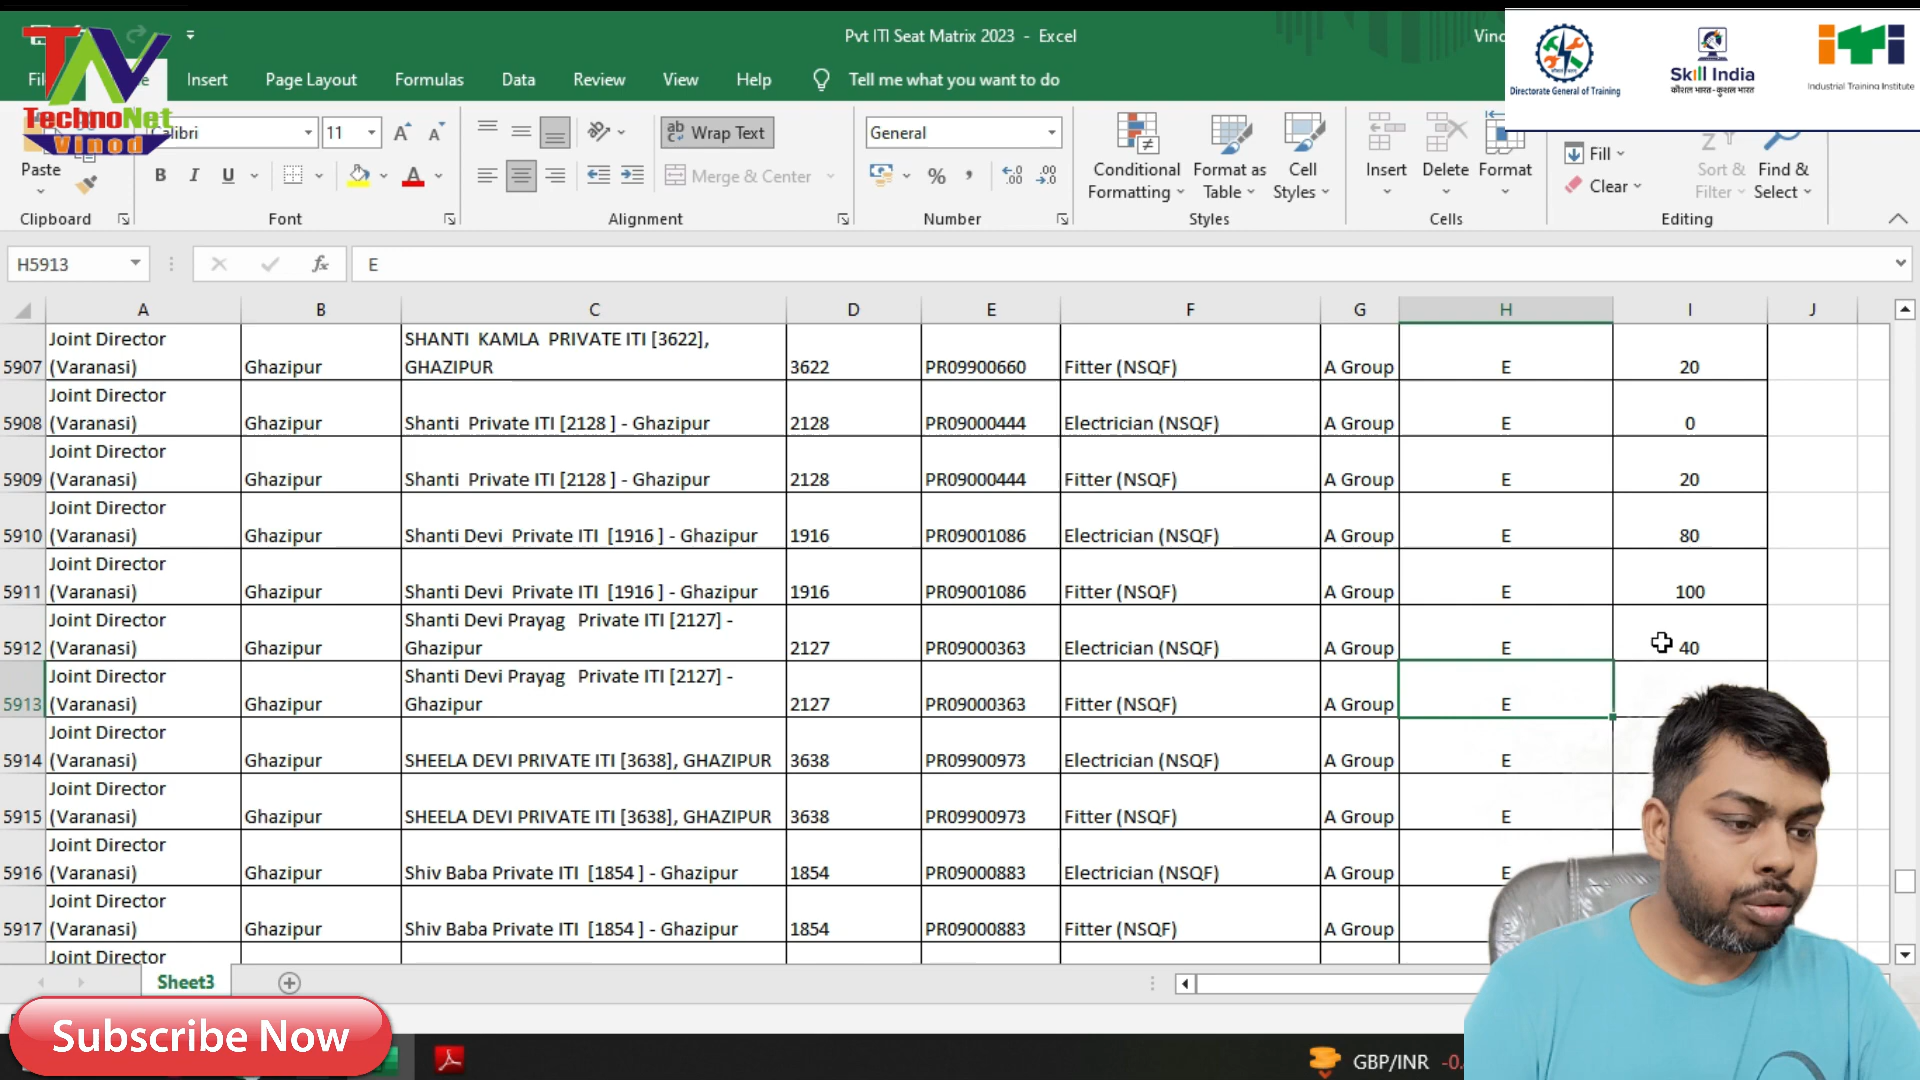 Pvt ITI Seat Matrix 2023 - Excel
Vinc
TechnoNet
Vinod
Directorate General of Training
Skill India
कौशल भारत-कुशल भारत
iTi
Industrial Training Institute
Insert
Page Layout
Formulas
Data
Review
View
Help
Tell me what you want to do
Calibri
11
Wrap Text
General
Paste
Merge & Center
Conditional
Formatting
Format as
Table
Cell
Styles
Insert
Delete
Format
Fill
Clear
Sort &
Filter
Find &
Select
Clipboard
Font
Alignment
Number
Styles
Cells
Editing
H5913
fx
E
A B C D E F G H I J
5907 Joint Director (Varanasi) Ghazipur SHANTI KAMLA PRIVATE ITI [3622], GHAZIPUR 3622 PR09900660 Fitter (NSQF) A Group E 20
5908 Joint Director (Varanasi) Ghazipur Shanti Private ITI [2128 ] - Ghazipur 2128 PR09000444 Electrician (NSQF) A Group E 0
5909 Joint Director (Varanasi) Ghazipur Shanti Private ITI [2128 ] - Ghazipur 2128 PR09000444 Fitter (NSQF) A Group E 20
5910 Joint Director (Varanasi) Ghazipur Shanti Devi Private ITI [1916 ] - Ghazipur 1916 PR09001086 Electrician (NSQF) A Group E 80
5911 Joint Director (Varanasi) Ghazipur Shanti Devi Private ITI [1916 ] - Ghazipur 1916 PR09001086 Fitter (NSQF) A Group E 100
5912 Joint Director (Varanasi) Ghazipur Shanti Devi Prayag Private ITI [2127] - Ghazipur 2127 PR09000363 Electrician (NSQF) A Group E 40
5913 Joint Director (Varanasi) Ghazipur Shanti Devi Prayag Private ITI [2127] - Ghazipur 2127 PR09000363 Fitter (NSQF) A Group E
5914 Joint Director (Varanasi) Ghazipur SHEELA DEVI PRIVATE ITI [3638], GHAZIPUR 3638 PR09900973 Electrician (NSQF) A Group E
5915 Joint Director (Varanasi) Ghazipur SHEELA DEVI PRIVATE ITI [3638], GHAZIPUR 3638 PR09900973 Fitter (NSQF) A Group E
5916 Joint Director (Varanasi) Ghazipur Shiv Baba Private ITI [1854 ] - Ghazipur 1854 PR09000883 Electrician (NSQF) A Group E
5917 Joint Director (Varanasi) Ghazipur Shiv Baba Private ITI [1854 ] - Ghazipur 1854 PR09000883 Fitter (NSQF) A Group
Joint Director
Sheet3
Subscribe Now
GBP/INR -0.